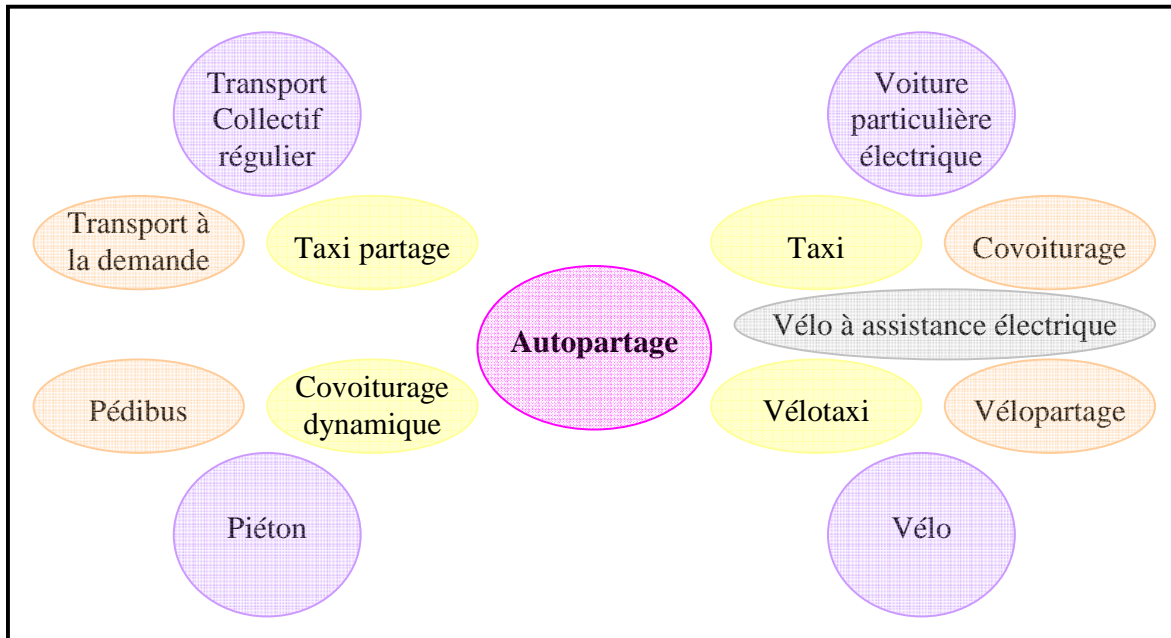 Transport
Collectif
régulier
Voiture
particulière
électrique
Transport à
la demande
Taxi partage
Taxi
Covoiturage
Autopartage
Vélo à assistance électrique
Pédibus
Covoiturage
dynamique
Vélotaxi
Vélopartage
Piéton
Vélo